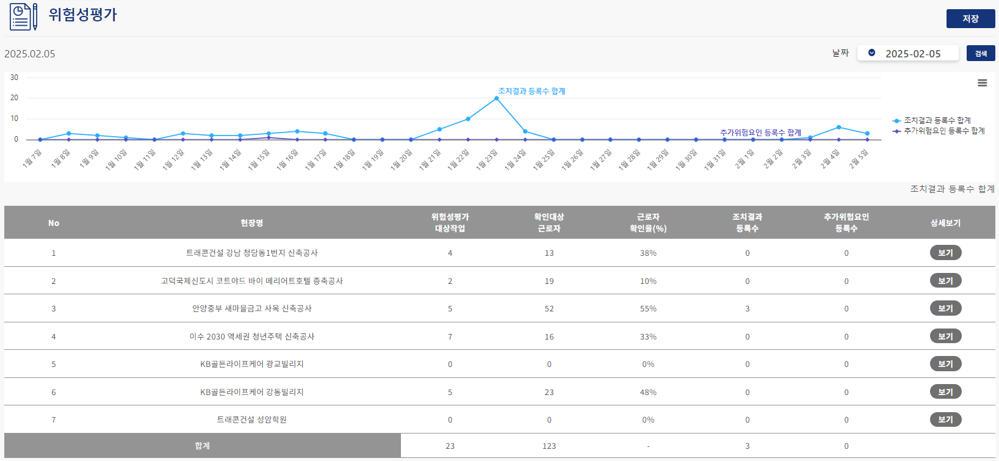 위험성평가
저장
2025.02.05
날짜 2025-02-05 검색
30
20
10
0
조치결과 등록수 합계
추가위험요인 등록수 합계
조치결과 등록수 합계
추가위험요인 등록수 합계
1월 7일 1월 8일 1월 9일 1월 10일 1월 11일 1월 12일 1월 13일 1월 14일 1월 15일 1월 16일 1월 17일 1월 18일 1월 19일 1월 20일 1월 21일 1월 22일 1월 23일 1월 24일 1월 25일 1월 26일 1월 27일 1월 28일 1월 29일 1월 30일 1월 31일 2월 1일 2월 2일 2월 3일 2월 4일 2월 5일
조치결과 등록수 합계
No 현장명 위험성평가 대상작업 확인대상 근로자 근로자 확인율(%) 조치결과 등록수 추가위험요인 등록수 상세보기
1 트래콘건설 강남 청담동1번지 신축공사 4 13 38% 0 0 보기
2 고덕국제신도시 코트야드 바이 메리어트호텔 증축공사 2 19 10% 0 0 보기
3 안양중부 새마을금고 사옥 신축공사 5 52 55% 3 0 보기
4 이수 2030 역세권 청년주택 신축공사 7 16 33% 0 0 보기
5 KB골든라이프케어 광교빌리지 0 0 0% 0 0 보기
6 KB골든라이프케어 강동빌리지 5 23 48% 0 0 보기
7 트래콘건설 성암학원 0 0 0% 0 0 보기
합계 23 123 - 3 0